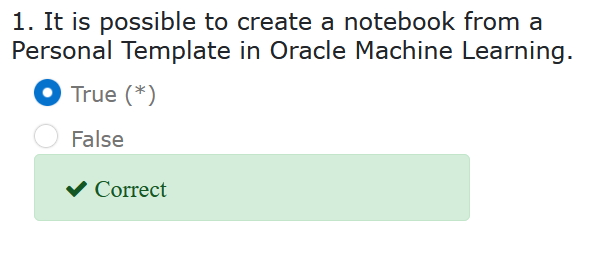 1. It is possible to create a notebook from a
Personal Template in Oracle Machine Learning.
True (*)
False
Correct